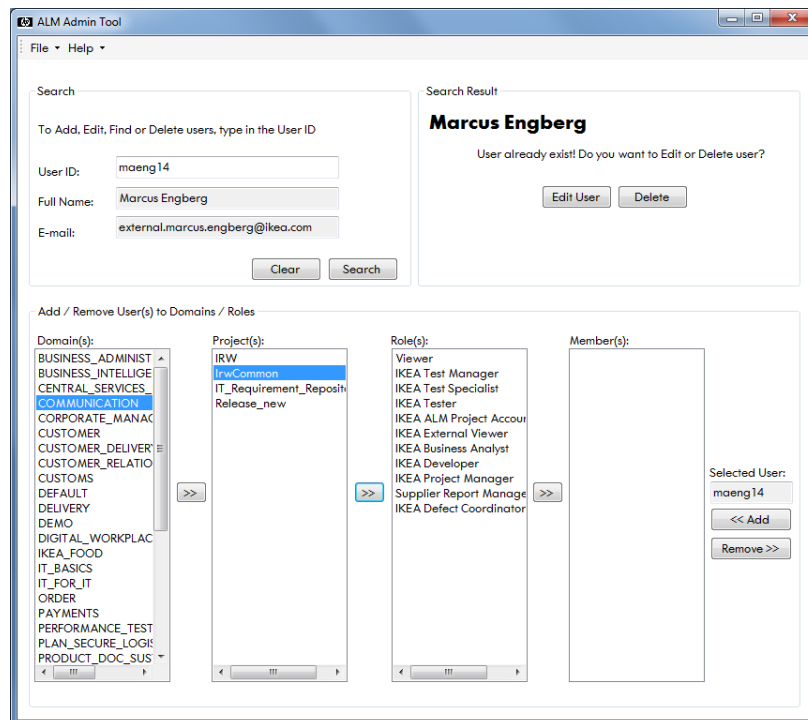 ALM Admin Tool
File Help
Search
To Add, Edit, Find or Delete users, type in the User ID
User ID: maeng14
Full Name: Marcus Engberg
E-mail: external.marcus.engberg@ikea.com
Clear Search
Search Result
Marcus Engberg
User already exist! Do you want to Edit or Delete user?
Edit User Delete
Add / Remove User(s) to Domains / Roles
Domain(s):
BUSINESS_ADMINIST
BUSINESS_INTELLIGE
CENTRAL_SERVICES_
COMMUNICATION
CORPORATE_MANAC
CUSTOMER
CUSTOMER_DELIVERY
CUSTOMER_RELATIO
CUSTOMS
DEFAULT
DELIVERY
DEMO
DIGITAL_WORKPLAC
IKEA_FOOD
IT_BASICS
IT_FOR_IT
ORDER
PAYMENTS
PERFORMANCE_TEST
PLAN_SECURE_LOGIS
PRODUCT_DOC_SUS
>>
Project(s):
IRW
IrwCommon
IT_Requirement_Reposit
Release_new
>>
Role(s):
Viewer
IKEA Test Manager
IKEA Test Specialist
IKEA Tester
IKEA ALM Project Accour
IKEA External Viewer
IKEA Business Analyst
IKEA Developer
IKEA Project Manager
Supplier Report Manage
IKEA Defect Coordinator
>>
Member(s):
Selected User:
maeng14
<< Add
Remove >>